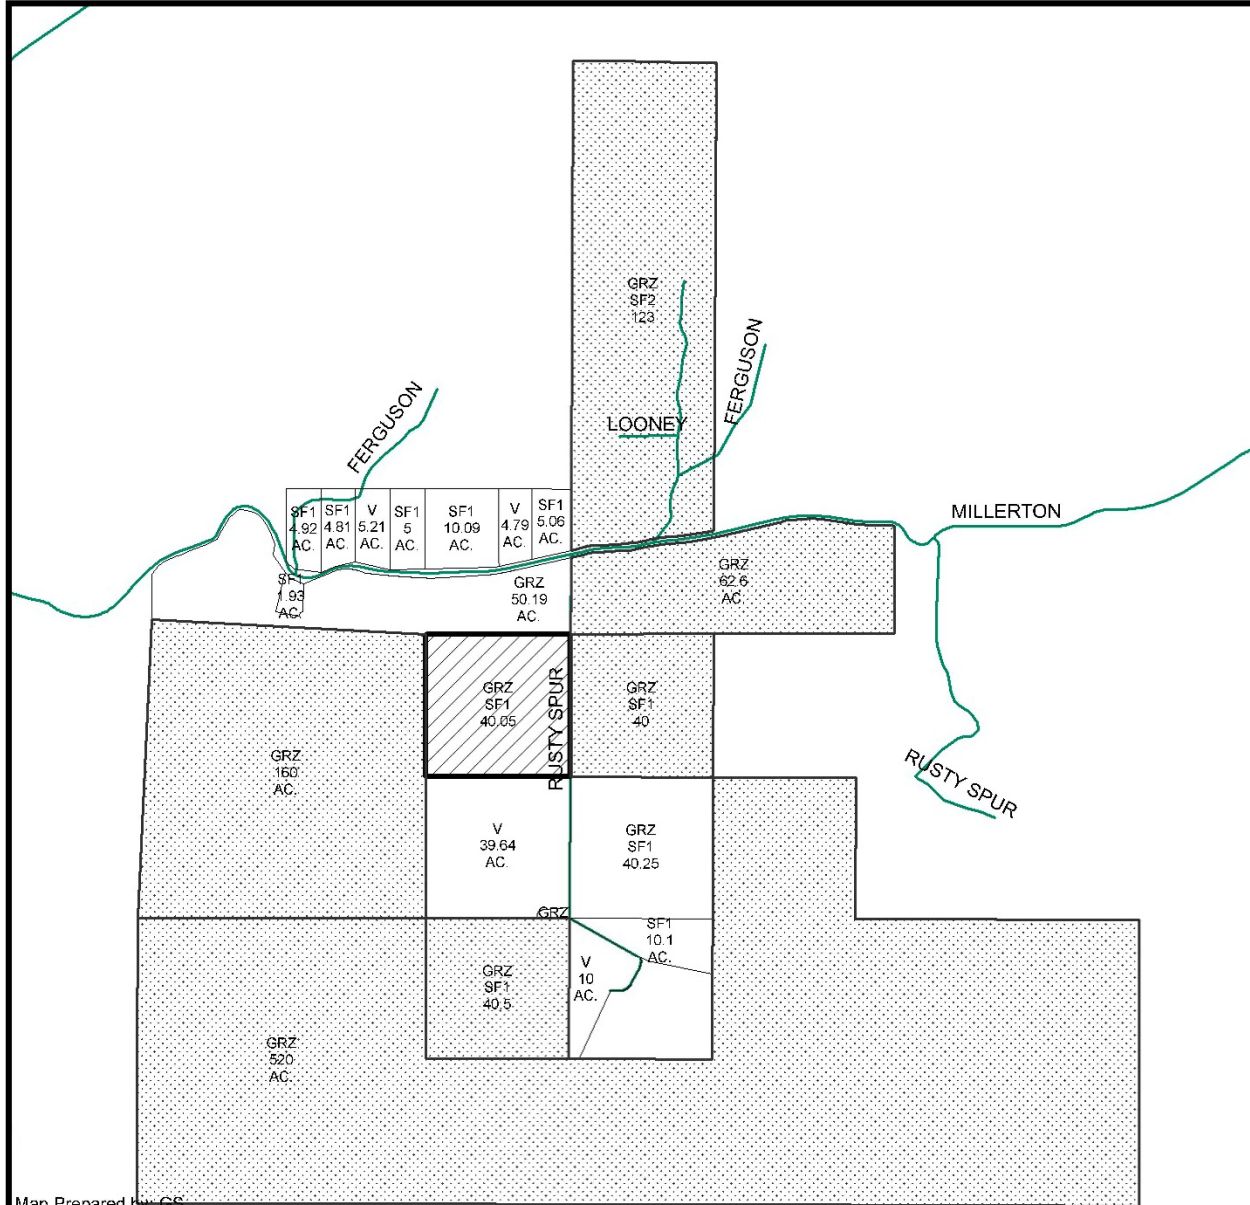 GRZ
SF2
123
FERGUSON
FERGUSON
LOONEY
MILLERTON
SF1
4.92
AC.
SF1
4.81
AC.
V
5.21
AC.
SF1
5
AC.
SF1
10.09
AC.
V
4.79
AC.
SF1
5.06
AC.
SF1
1.93
AC.
GRZ
50.19
AC.
GRZ
62.6
AC.
GRZ
SF1
40.05
RUSTY SPUR
GRZ
SF1
40
GRZ
160
AC.
RUSTY SPUR
V
39.64
AC.
GRZ
SF1
40.25
GRZ
SF1
10.1
AC.
V
10
AC.
GRZ
SF1
40.5
GRZ
520
AC.
Map Prepared by: GS